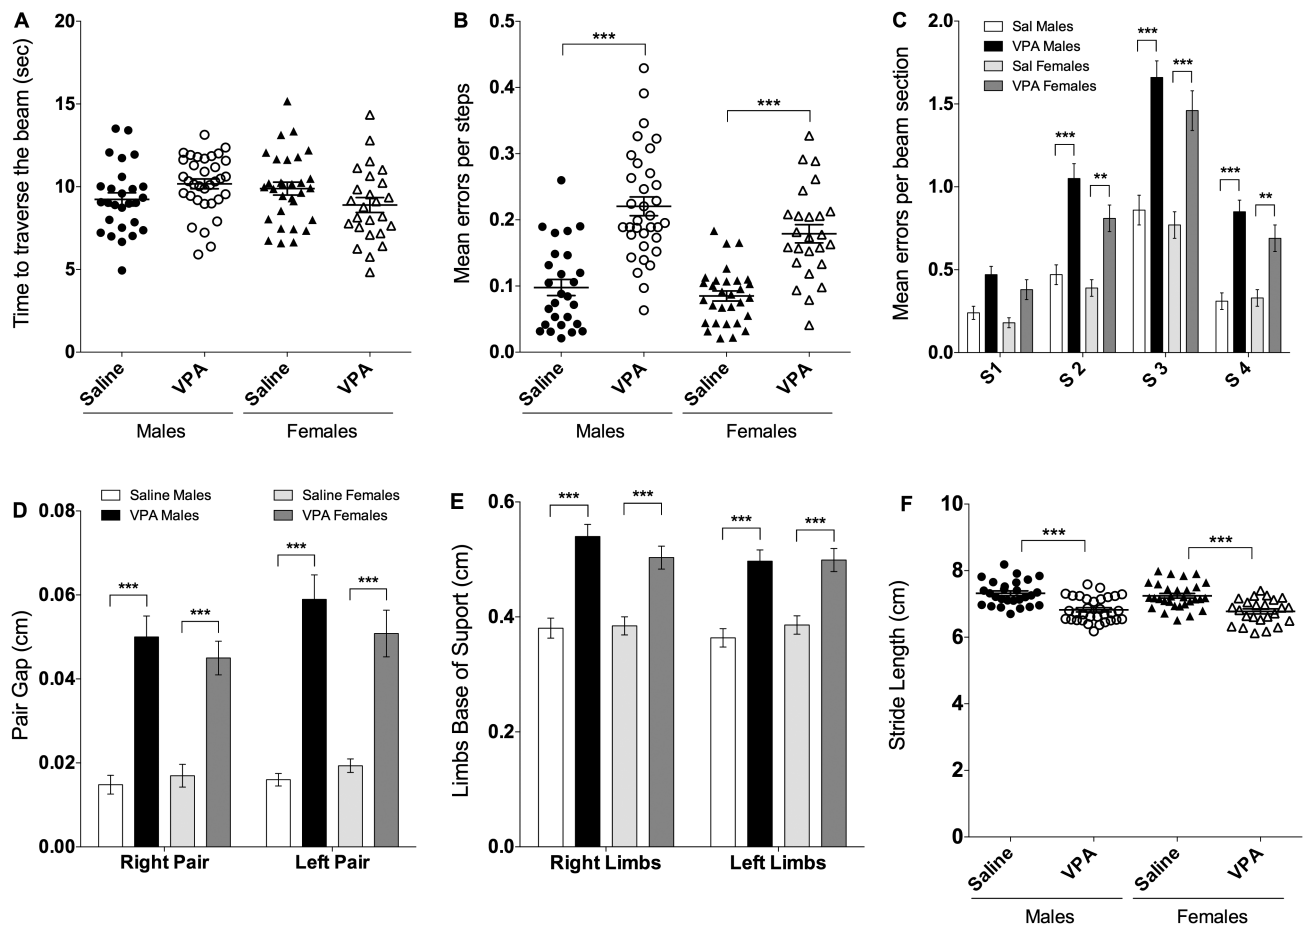 A
Time to traverse the beam (sec)
20
15
10
5
0
Saline
VPA
Saline
VPA
Males
Females
B
Mean errors per steps
0.5
0.4
0.3
0.2
0.1
0.0
***
***
Saline
VPA
Saline
VPA
Males
Females
C
Mean errors per beam section
2.0
1.5
1.0
0.5
0.0
Sal Males
VPA Males
Sal Females
VPA Females
***
**
***
***
***
**
S1
S 2
S 3
S 4
D
Pair Gap (cm)
Saline Males
VPA Males
Saline Females
VPA Females
0.08
0.06
0.04
0.02
0.00
***
***
***
***
Right Pair
Left Pair
E
Limbs Base of Suport (cm)
0.6
0.4
0.2
0.0
***
***
***
***
Right Limbs
Left Limbs
F
Stride Length (cm)
10
8
6
4
2
0
***
***
Saline
VPA
Saline
VPA
Males
Females